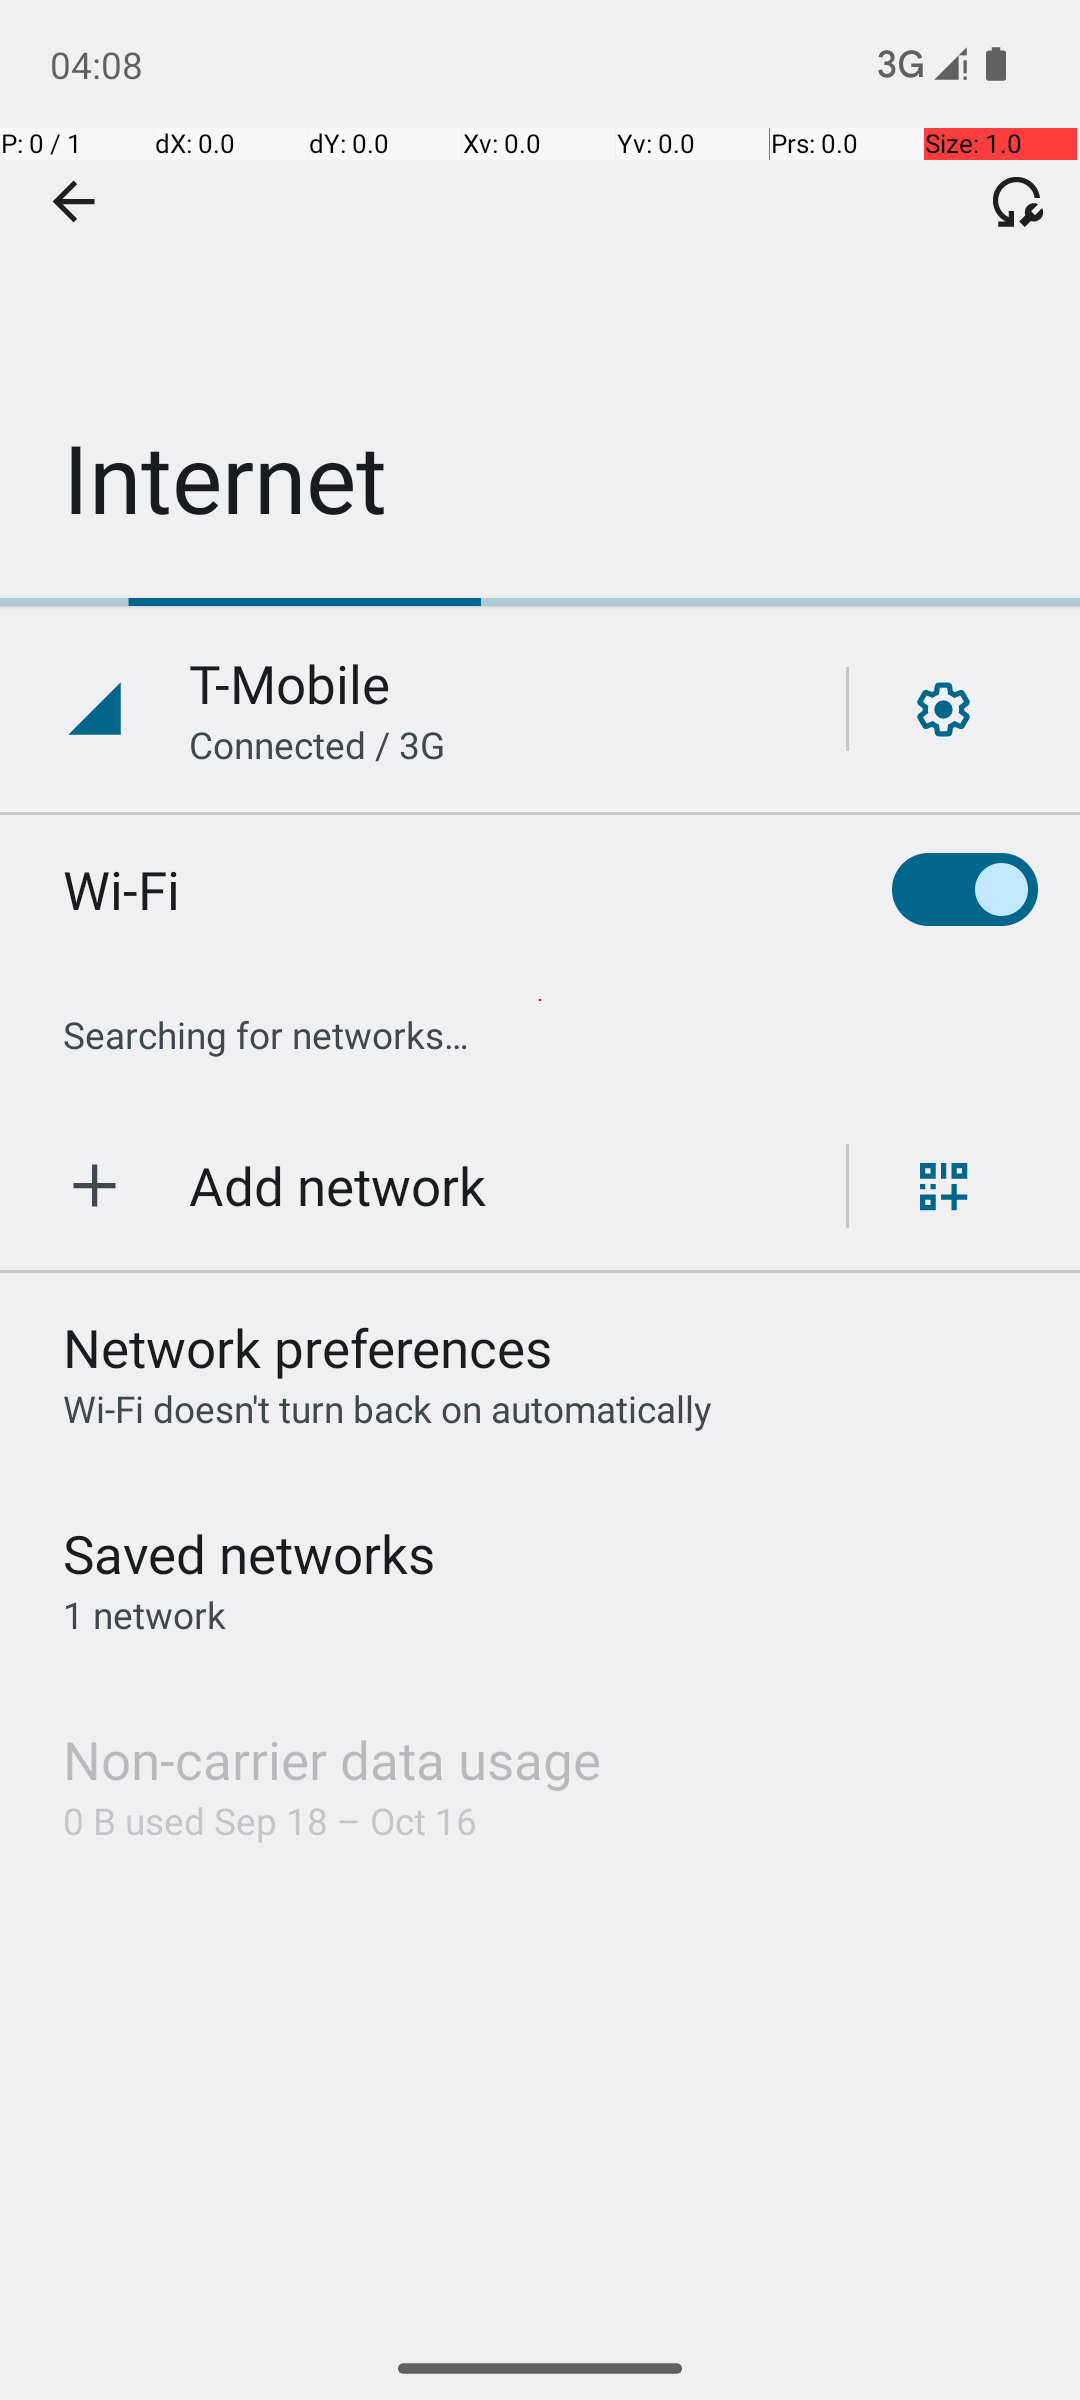 04:08
3G
P: 0 / 1
dX: 0.0
dY: 0.0
Xv: 0.0
Yv: 0.0
Prs: 0.0
Size: 1.0
Internet
T-Mobile
Connected / 3G
Wi-Fi
Searching for networks…
Add network
Network preferences
Wi-Fi doesn't turn back on automatically
Saved networks
1 network
Non-carrier data usage
0 B used Sep 18 – Oct 16